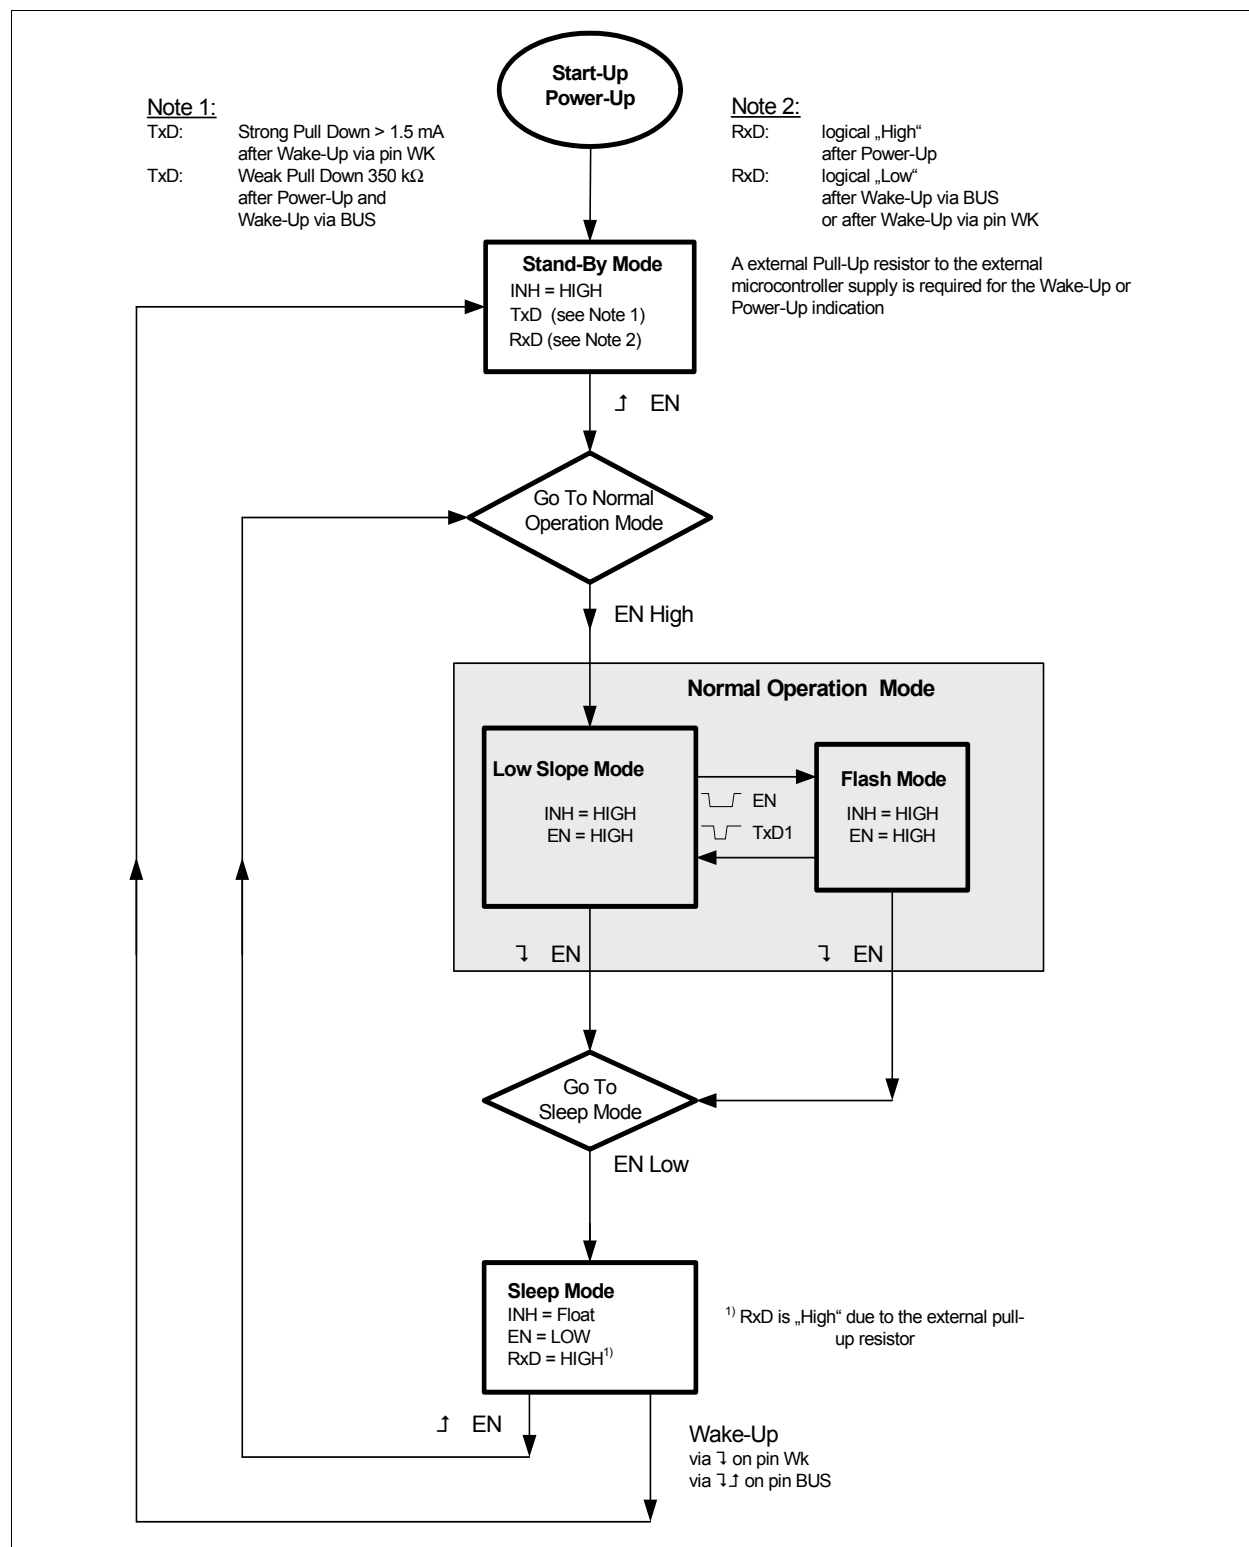 Start-Up
Power-Up
Note 1:
TxD: Strong Pull Down > 1.5 mA
after Wake-Up via pin WK
TxD: Weak Pull Down 350 kΩ
after Power-Up and
Wake-Up via BUS
Note 2:
RxD: logical „High“
after Power-Up
RxD: logical „Low“
after Wake-Up via BUS
or after Wake-Up via pin WK
A external Pull-Up resistor to the external
microcontroller supply is required for the Wake-Up or
Power-Up indication
Stand-By Mode
INH = HIGH
TxD (see Note 1)
RxD (see Note 2)
EN
Go To Normal
Operation Mode
EN High
Normal Operation Mode
Low Slope Mode
INH = HIGH
EN = HIGH
EN
TxD1
Flash Mode
INH = HIGH
EN = HIGH
EN
EN
Go To
Sleep Mode
EN Low
Sleep Mode
INH = Float
EN = LOW
RxD = HIGH1)
1) RxD is „High“ due to the external pull-
up resistor
EN
Wake-Up
via on pin Wk
via on pin BUS